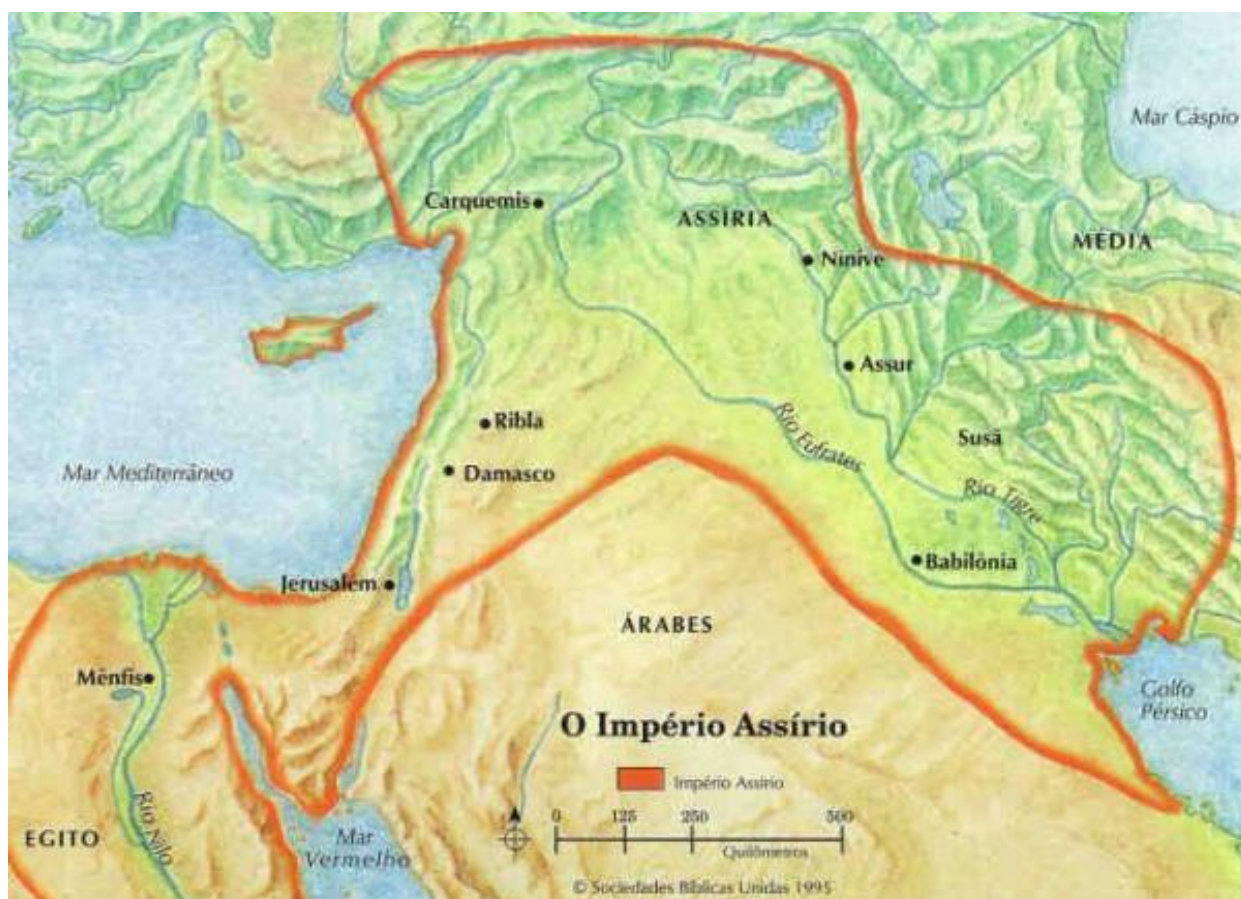 Mar Cáspio
Carquemis
ASSÍRIA
MÉDIA
Nínive
Assur
Rio Eufrates
Ribla
Susã
Mar Mediterrâneo
Damasco
Rio Tigre
Babilônia
Jerusalém
ÁRABES
Mênfis
Golfo
Pérsico
O Império Assírio
Império Assírio
0 125 250 500
Quilômetros
EGITO
Rio Nilo
Mar
Vermelho
© Sociedades Bíblicas Unidas 1995